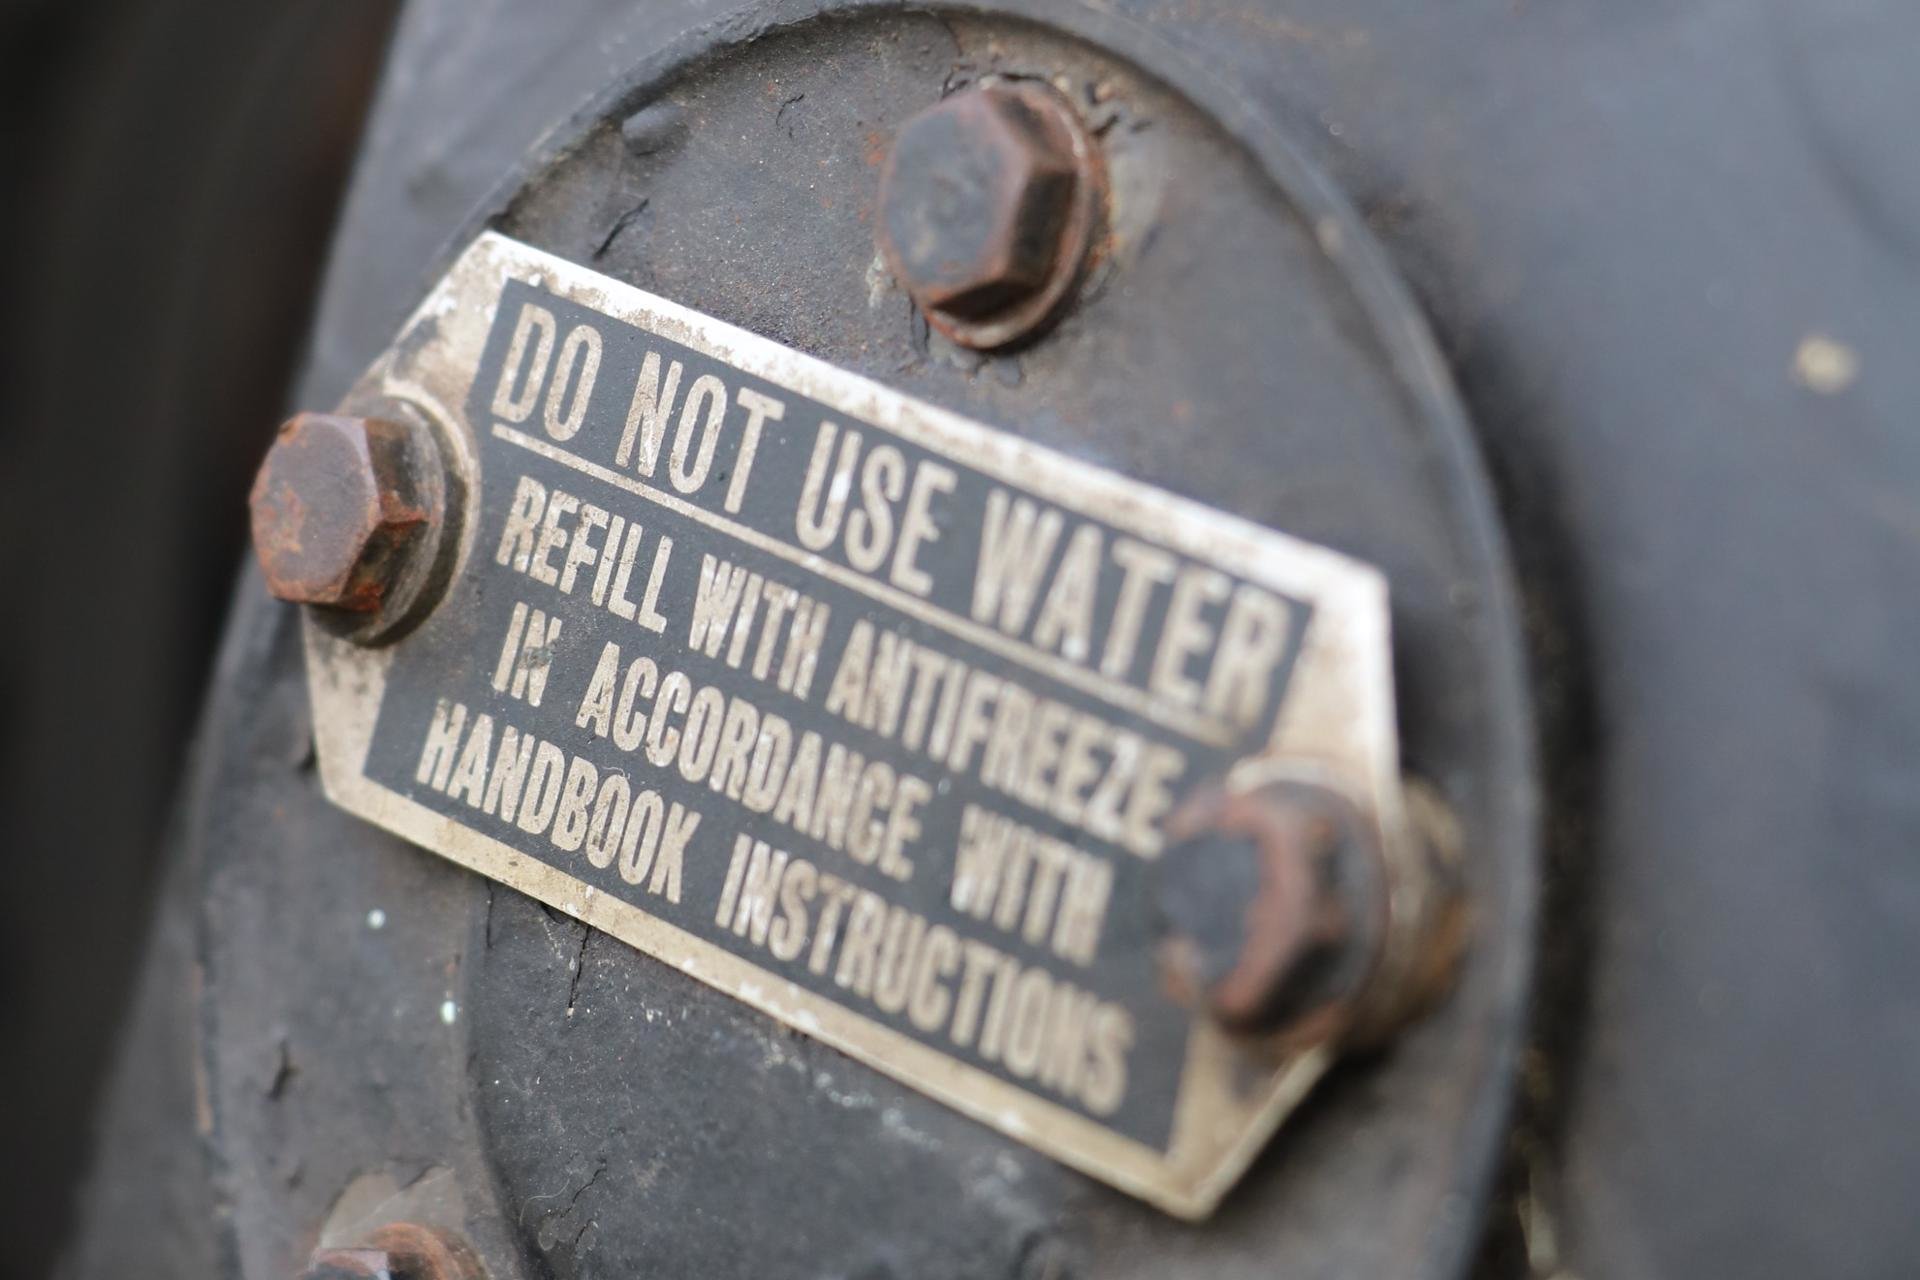 DO NOT USE WATER
REFILL WITH ANTIFREEZE
IN ACCORDANCE WITH
HANDBOOK INSTRUCTIONS